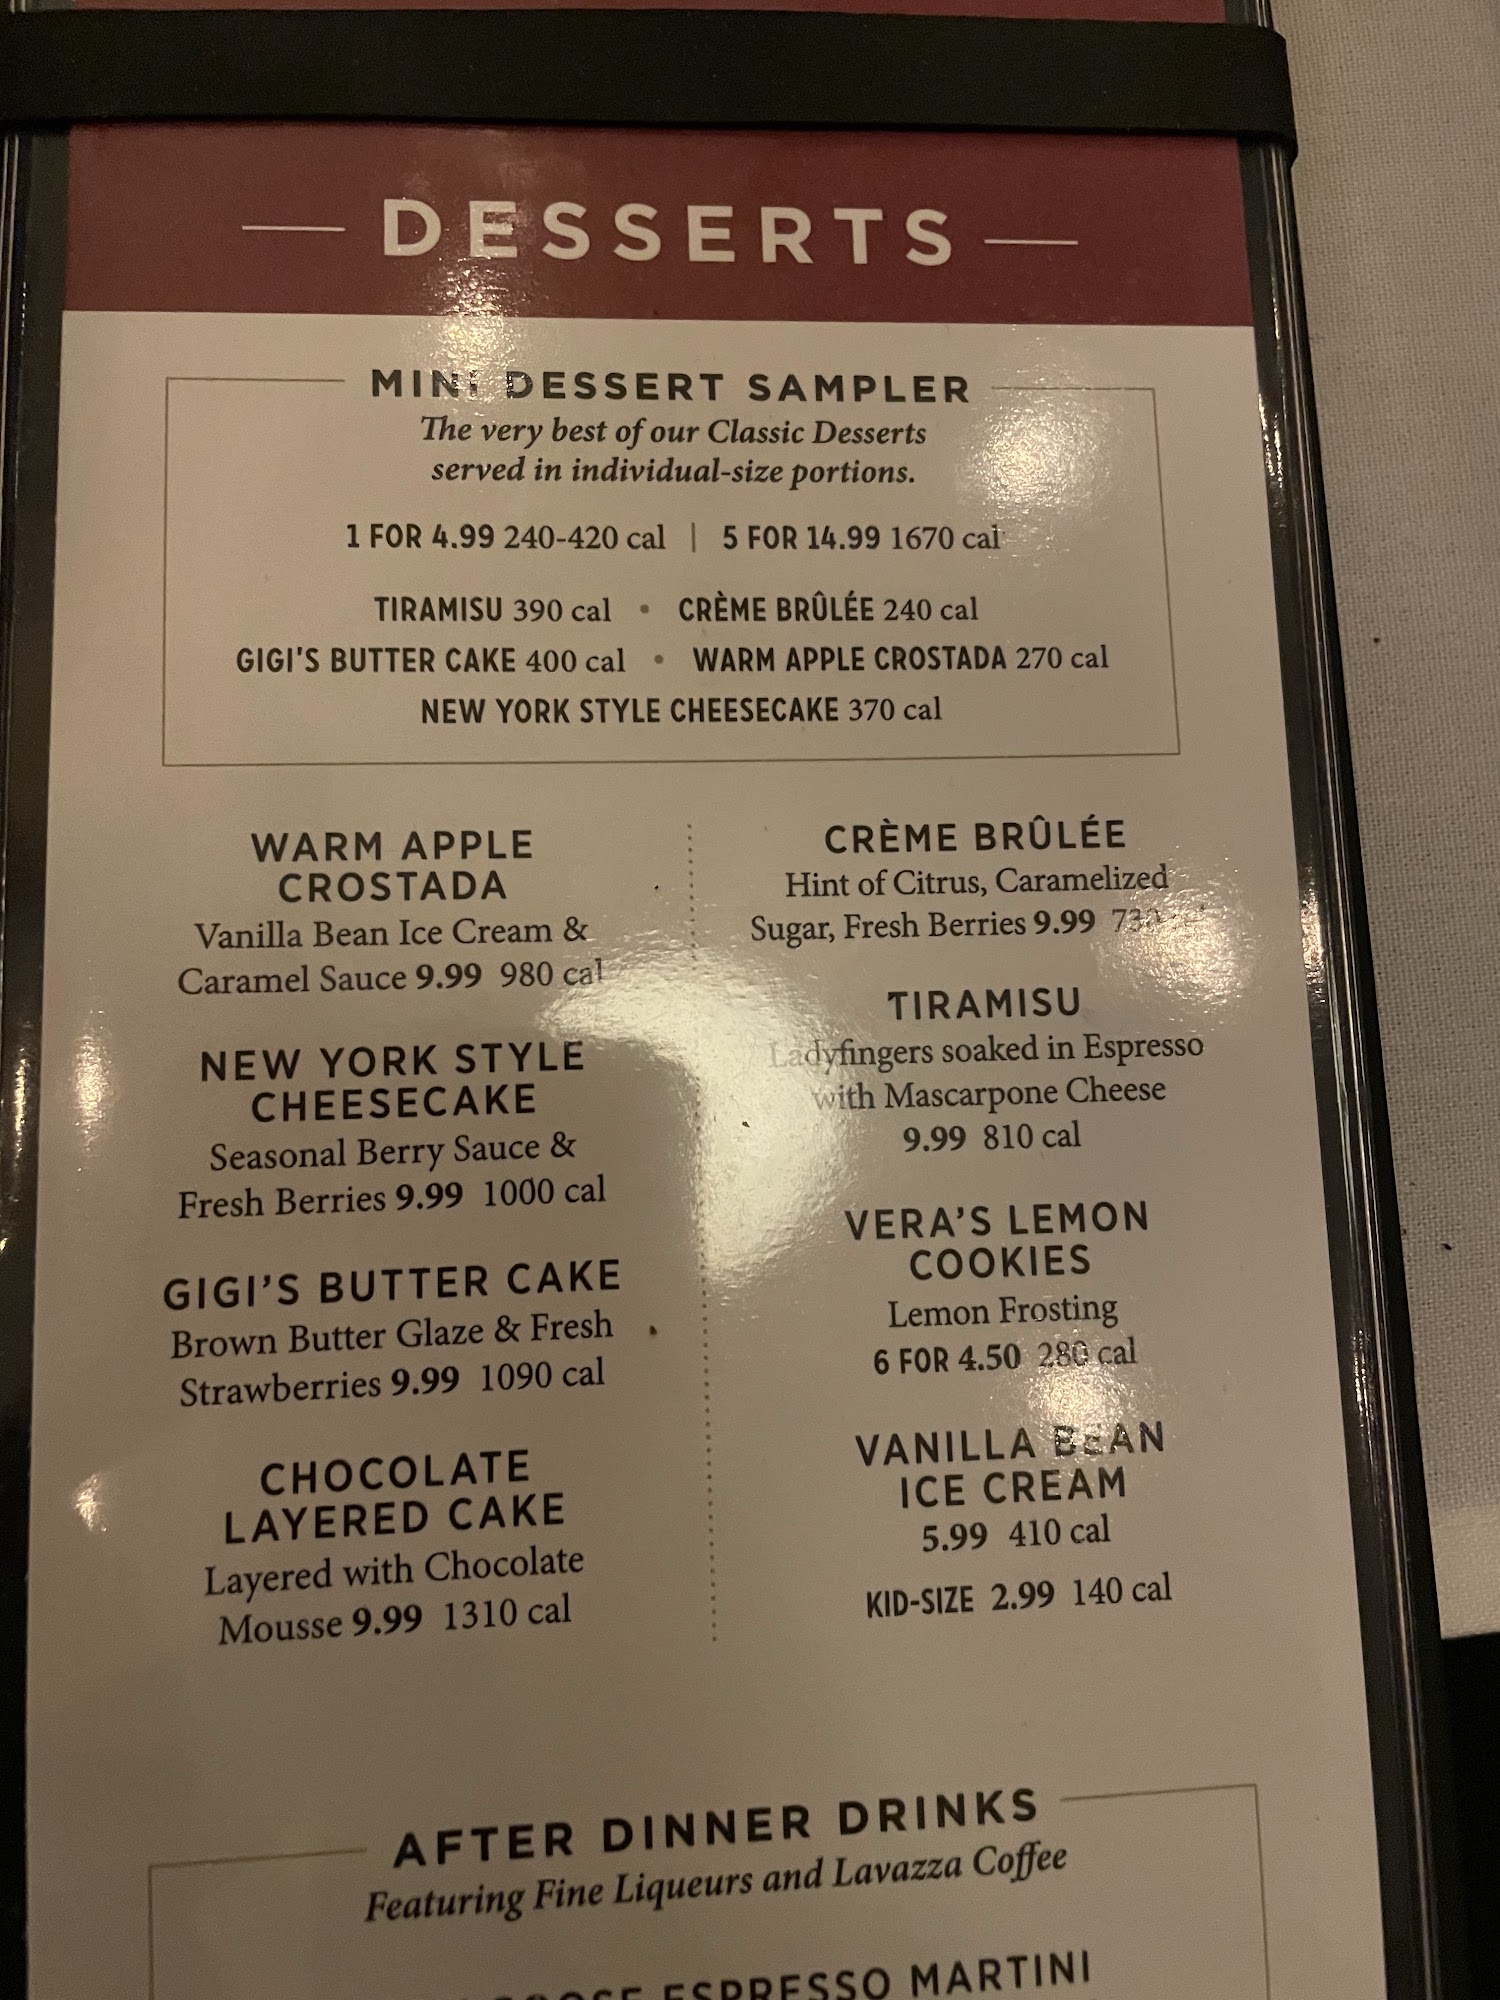 DESSERTS
MINI DESSERT SAMPLER
The very best of our Classic Desserts
served in individual-size portions.
1 FOR 4.99 240-420 cal | 5 FOR 14.99 1670 cal
TIRAMISU 390 cal • CRÈME BRÛLÉE 240 cal
GIGI'S BUTTER CAKE 400 cal • WARM APPLE CROSTADA 270 cal
NEW YORK STYLE CHEESECAKE 370 cal
WARM APPLE
CROSTADA
Vanilla Bean Ice Cream &
Caramel Sauce 9.99 980 cal
NEW YORK STYLE
CHEESECAKE
Seasonal Berry Sauce &
Fresh Berries 9.99 1000 cal
GIGI'S BUTTER CAKE
Brown Butter Glaze & Fresh
Strawberries 9.99 1090 cal
CHOCOLATE
LAYERED CAKE
Layered with Chocolate
Mousse 9.99 1310 cal
CRÈME BRÛLÉE
Hint of Citrus, Caramelized
Sugar, Fresh Berries 9.99
TIRAMISU
Ladyfingers soaked in Espresso
with Mascarpone Cheese
9.99 810 cal
VERA'S LEMON
COOKIES
Lemon Frosting
6 FOR 4.50 280 cal
VANILLA BEAN
ICE CREAM
5.99 410 cal
KID-SIZE 2.99 140 cal
AFTER DINNER DRINKS
Featuring Fine Liqueurs and Lavazza Coffee
ESPRESSO MARTINI